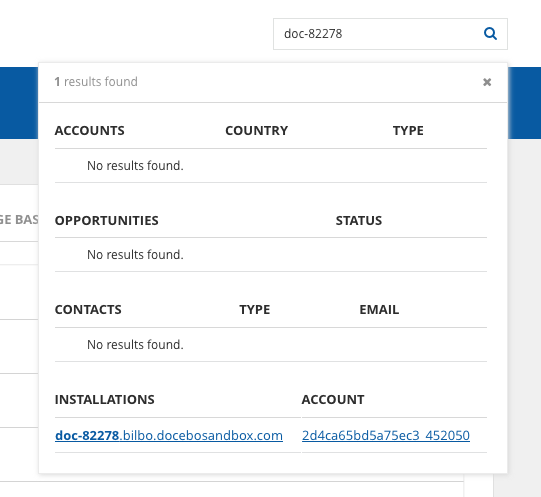 doc-82278
1 results found
ACCOUNTS COUNTRY TYPE
No results found.
GE BAS
OPPORTUNITIES STATUS
No results found.
CONTACTS TYPE EMAIL
No results found.
INSTALLATIONS ACCOUNT
doc-82278.bilbo.docebosandbox.com 2d4ca65bd5a75ec3_452050